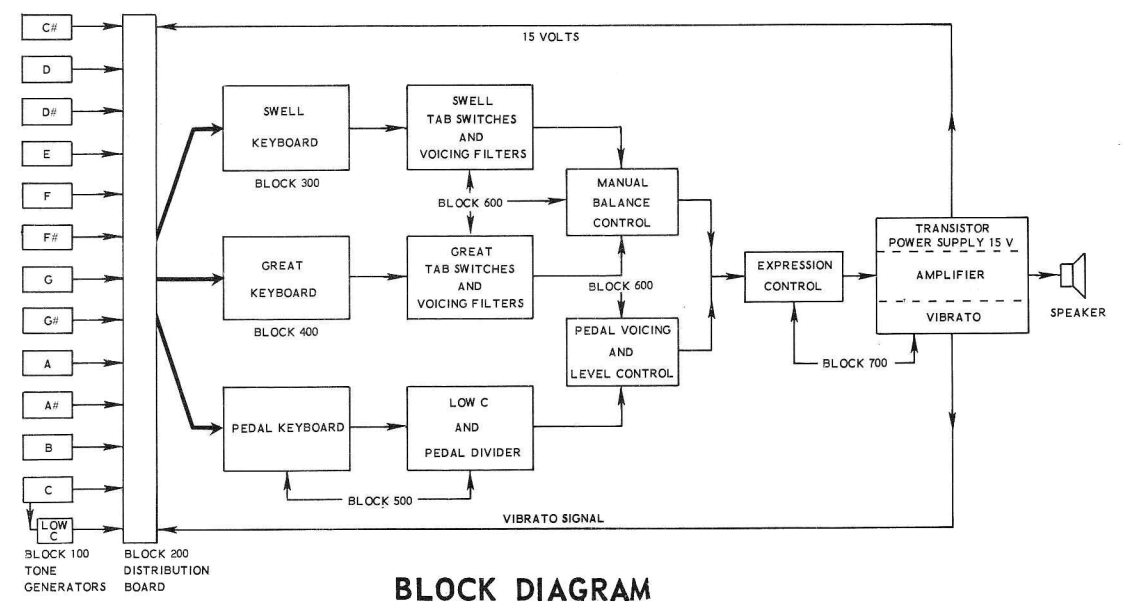 C#
D
D#
E
F
F#
G
G#
A
A#
B
C
LOW
C
BLOCK 100
TONE
GENERATORS
BLOCK 200
DISTRIBUTION
BOARD
15 VOLTS
SWELL
KEYBOARD
BLOCK 300
SWELL
TAB SWITCHES
AND
VOICING FILTERS
BLOCK 600
MANUAL
BALANCE
CONTROL
GREAT
KEYBOARD
BLOCK 400
GREAT
TAB SWITCHES
AND
VOICING FILTERS
BLOCK 600
PEDAL VOICING
AND
LEVEL CONTROL
PEDAL KEYBOARD
LOW C
AND
PEDAL DIVIDER
BLOCK 500
EXPRESSION
CONTROL
TRANSISTOR
POWER SUPPLY 15 V
AMPLIFIER
VIBRATO
BLOCK 700
SPEAKER
VIBRATO SIGNAL
BLOCK DIAGRAM